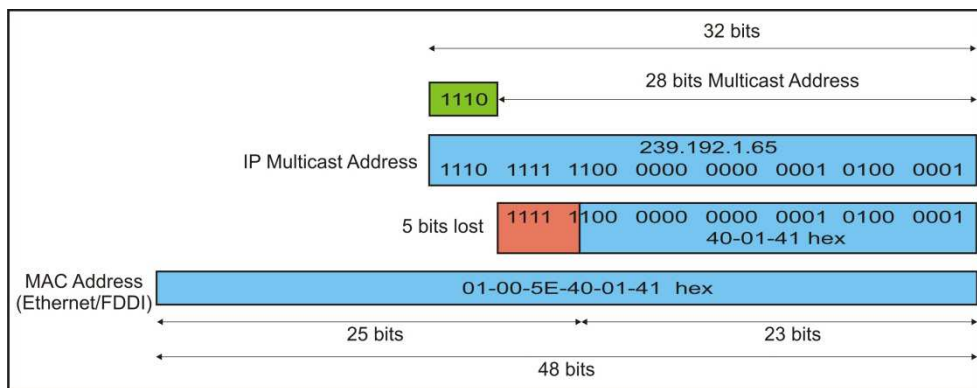 32 bits
28 bits Multicast Address
1110
239.192.1.65
IP Multicast Address
1110 1111 1100 0000 0000 0001 0100 0001
5 bits lost
1111 1100 0000 0000 0001 0100 0001
40-01-41 hex
MAC Address
(Ethernet/FDDI)
01-00-5E-40-01-41 hex
25 bits
23 bits
48 bits